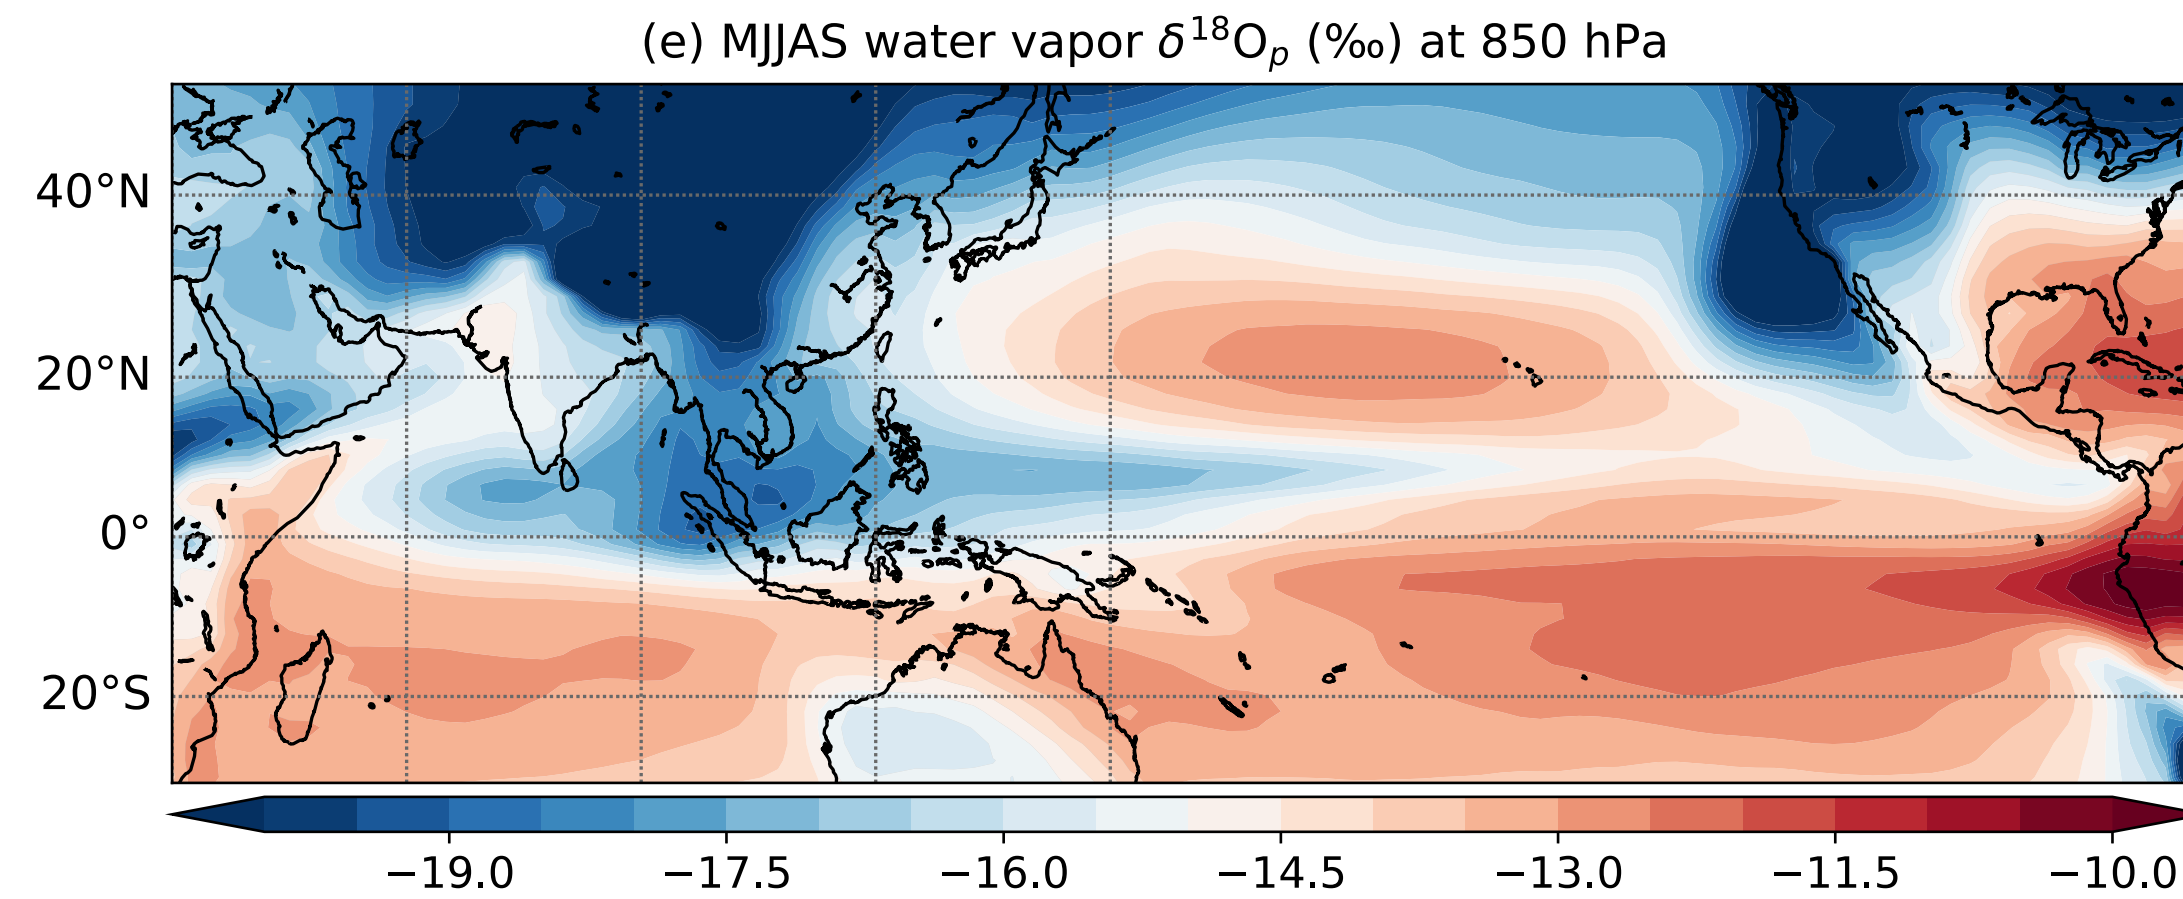 (e) MJJAS water vapor δ¹⁸Oₚ (‰) at 850 hPa
40°N
20°N
0°
20°S
−19.0 −17.5 −16.0 −14.5 −13.0 −11.5 −10.0